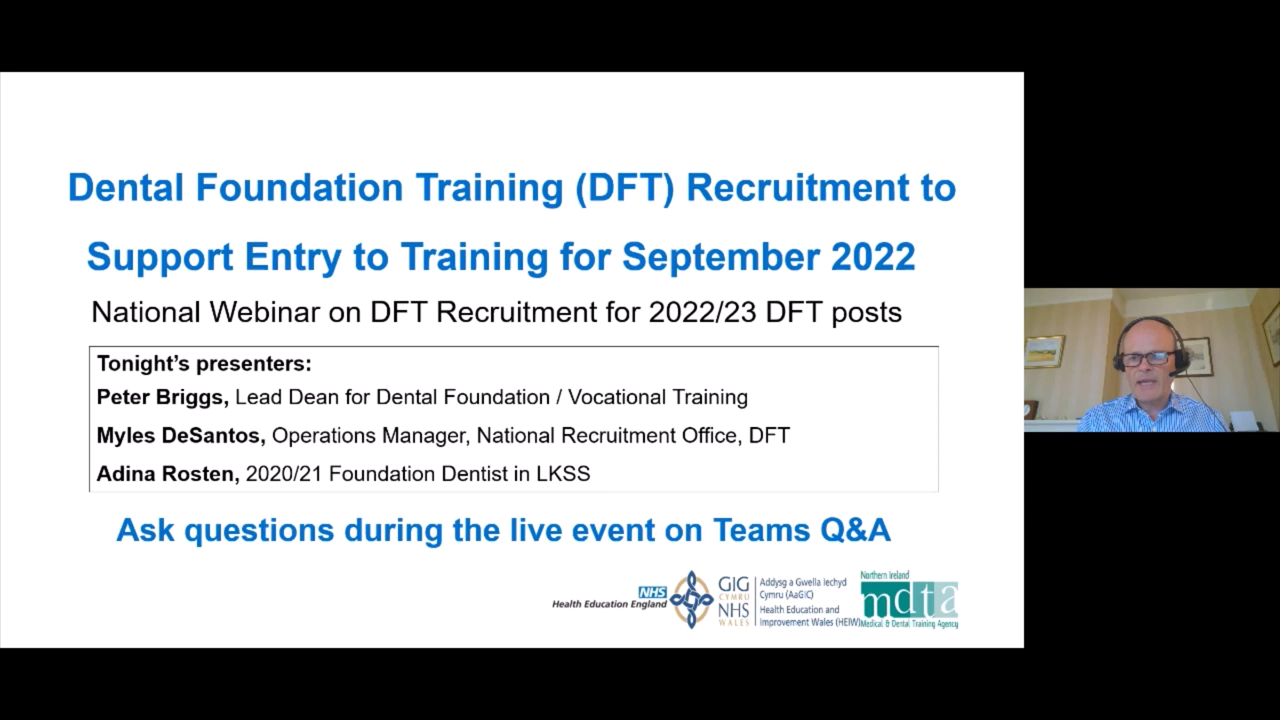 Dental Foundation Training (DFT) Recruitment to
Support Entry to Training for September 2022
National Webinar on DFT Recruitment for 2022/23 DFT posts
Tonight's presenters:
Peter Briggs, Lead Dean for Dental Foundation / Vocational Training
Myles DeSantos, Operations Manager, National Recruitment Office, DFT
Adina Rosten, 2020/21 Foundation Dentist in LKSS
Ask questions during the live event on Teams Q&A
NHS
Health Education England
GIG
CYMRU
NHS
WALES
Addysg a Gwella Iechyd
Cymru (AaGIC)
Health Education and
Improvement Wales (HEIW)
Northern Ireland
mdta
Medical & Dental Training Agency